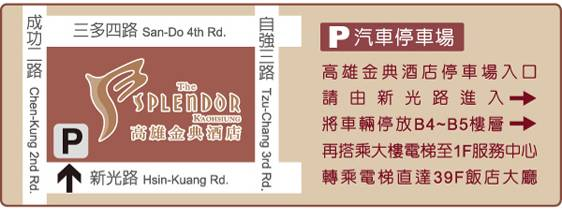 成功二路 Chen-Kung 2nd Rd.
三多四路 San-Do 4th Rd.
自強三路 Tzu-Chang 3rd Rd.
The
SPLENDOR
KAOHSIUNG
高雄金典酒店
P
新光路 Hsin-Kuang Rd.
P 汽車停車場
高雄金典酒店停車場入口
請由新光路進入→
將車輛停放B4~B5樓層→
再搭乘大樓電梯至1F服務中心
轉乘電梯直達39F飯店大廳